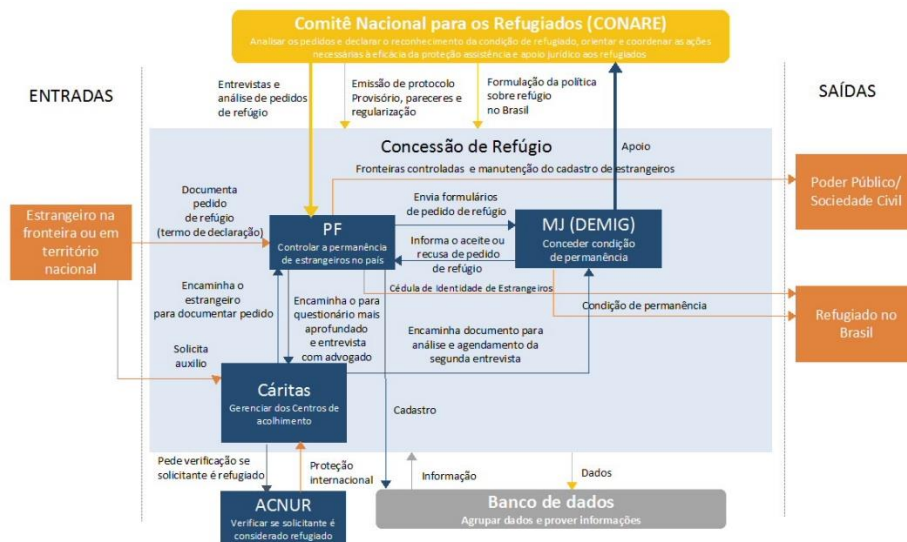 Comitê Nacional para os Refugiados (CONARE)
Analisar os pedidos e declarar o reconhecimento da condição de refugiado, orientar e coordenar as ações
necessárias à eficácia da proteção assistência e apoio jurídico aos refugiados
ENTRADAS
SAÍDAS
Entrevistas e
análise de pedidos
de refúgio
Emissão de protocolo
Provisório, pareceres e
regularização
Formulação da política
sobre refúgio
no Brasil
Apoio
Concessão de Refúgio
Fronteiras controladas e manutenção do cadastro de estrangeiros
Poder Público/
Sociedade Civil
Estrangeiro na
fronteira ou em
território
nacional
Documenta
pedido
de refúgio
(termo de declaração)
PF
Controlar a permanência
de estrangeiros no país
Envia formulários
de pedido de refúgio
Informa o aceite ou
recusa de pedido
de refúgio
MJ (DEMIG)
Conceder condição
de permanência
Cédula de Identidade de Estrangeiros
Condição de permanência
Refugiado no
Brasil
Encaminha o
estrangeiro
para documentar pedido
Encaminha o para
questionário mais
aprofundado
e entrevista
com advogado
Encaminha documento para
análise e agendamento da
segunda entrevista
Solicita
auxilio
Cáritas
Gerenciar dos Centros de
acolhimento
Cadastro
Pede verificação se
solicitante é refugiado
Proteção
internacional
Informação
Dados
ACNUR
Verificar se solicitante é
considerado refugiado
Banco de dados
Agrupar dados e prover informações